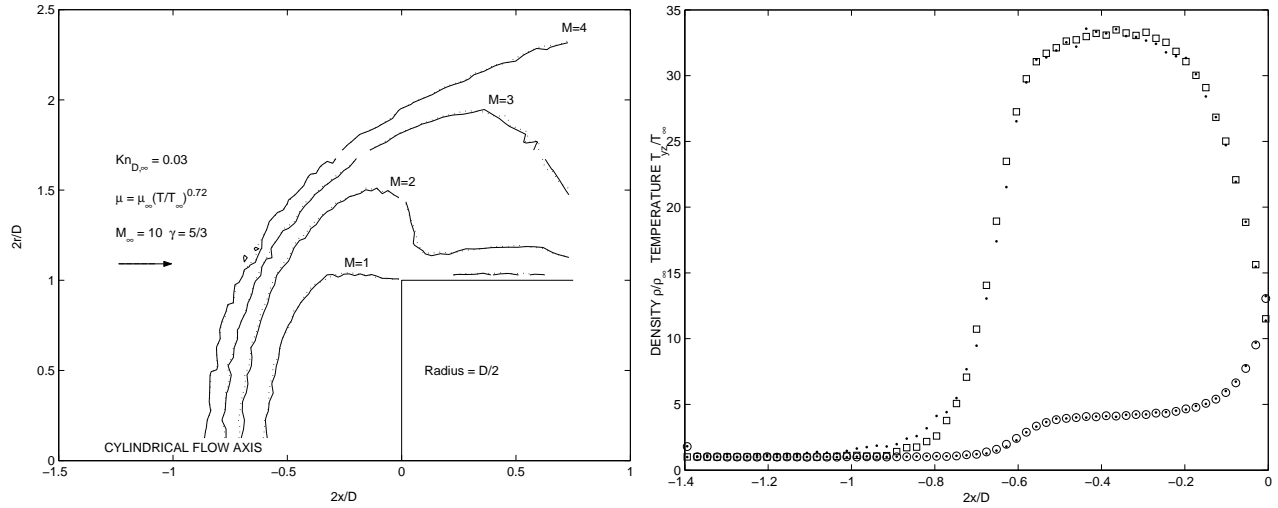 2.5
2
1.5
1
0.5
0
−1.5
−1
−0.5
0
0.5
1
2r/D
2x/D
M=4
M=3
M=2
M=1
Kn_{D,∞} = 0.03
μ = μ_∞(T/T_∞)^{0.72}
M_∞ = 10 γ = 5/3
Radius = D/2
CYLINDRICAL FLOW AXIS
35
30
25
20
15
10
5
0
−1.4
−1.2
−1
−0.8
−0.6
−0.4
−0.2
0
DENSITY ρ/ρ_∞ TEMPERATURE T_{yz}/T_∞
2x/D